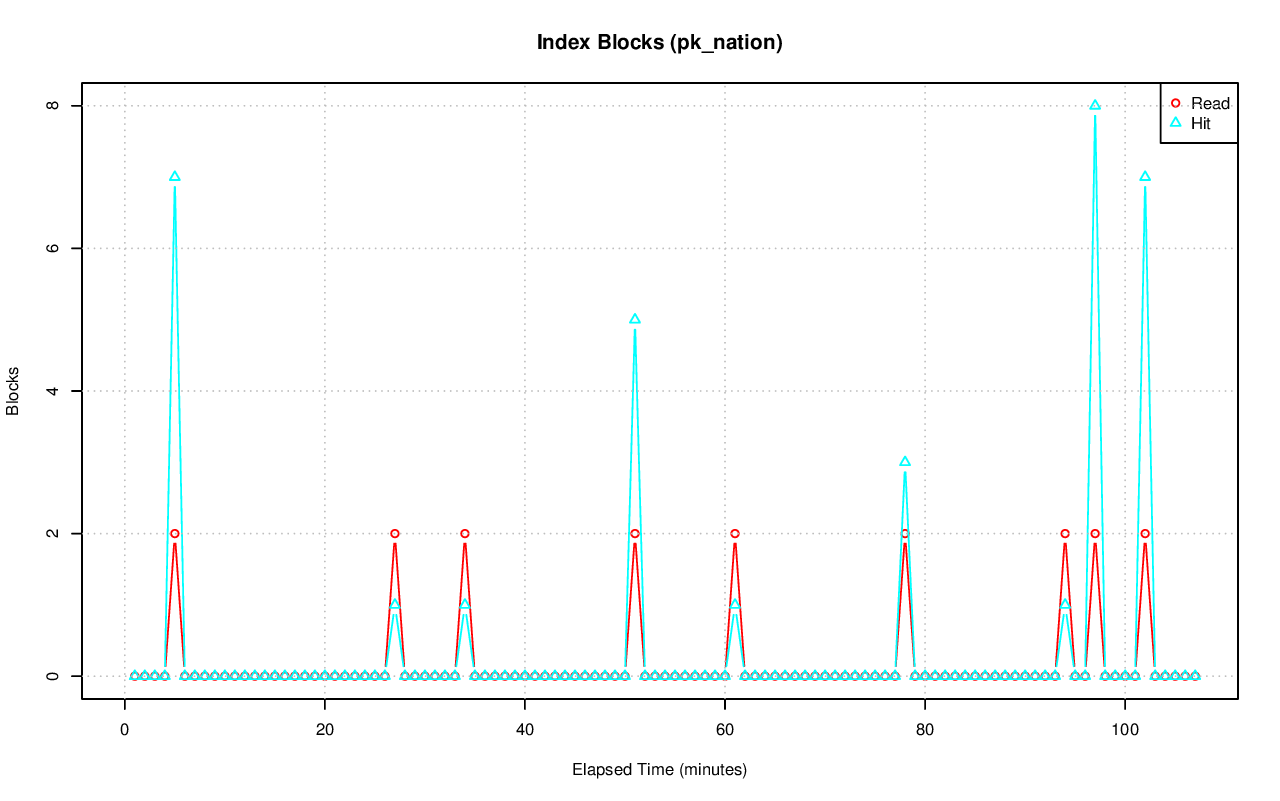 Index Blocks (pk_nation)
Read
Hit
8
6
4
2
0
Blocks
0 20 40 60 80 100
Elapsed Time (minutes)